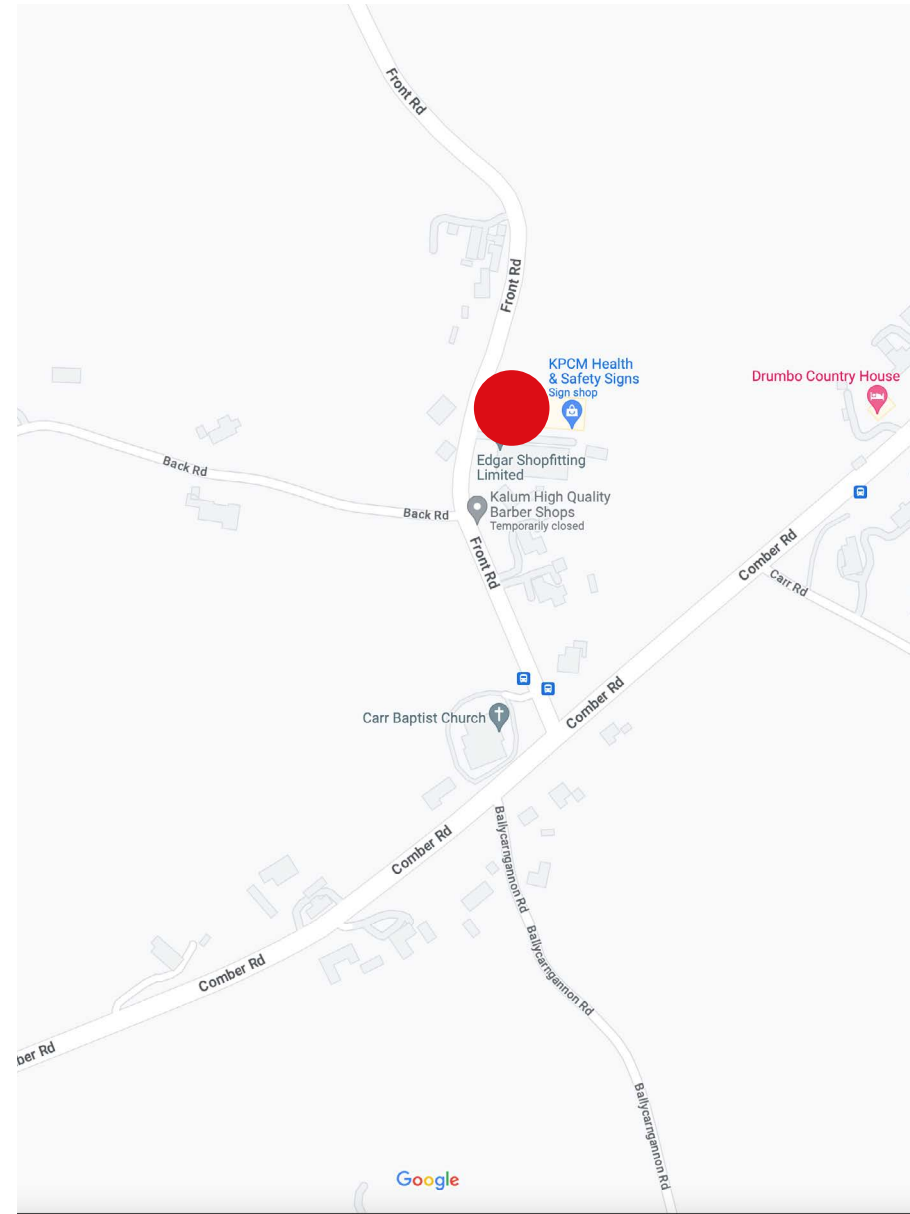 Front Rd
Front Rd
KPCM Health
& Safety Signs
Sign shop
Drumbo Country House
Edgar Shopfitting
Limited
Back Rd
Kalum High Quality
Barber Shops
Temporarily closed
Back Rd
Front Rd
Comber Rd
Carr Rd
Comber Rd
Carr Baptist Church
Comber Rd
Ballycarngannon Rd
Ballycarngannon Rd
Comber Rd
ber Rd
Ballycarngannon Rd
Google